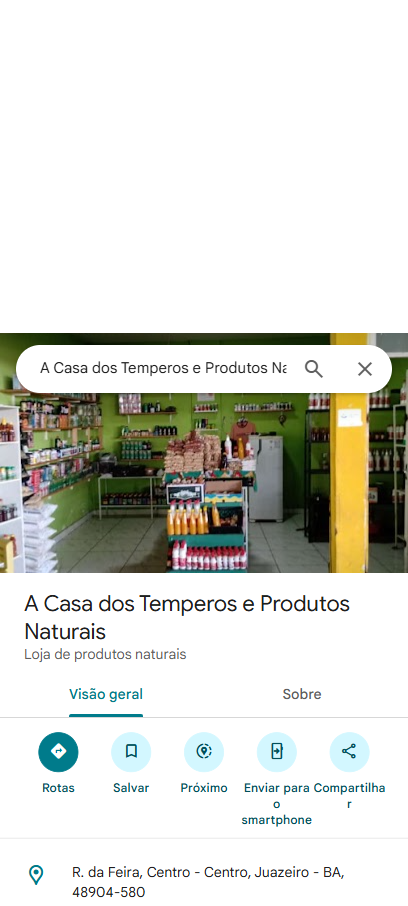 A Casa dos Temperos e Produtos Na
A Casa dos Temperos e Produtos
Naturais
Loja de produtos naturais
Visão geral
Sobre
Rotas
Salvar
Próximo
Enviar para
o
smartphone
Compartilha
r
R. da Feira, Centro - Centro, Juazeiro - BA,
48904-580